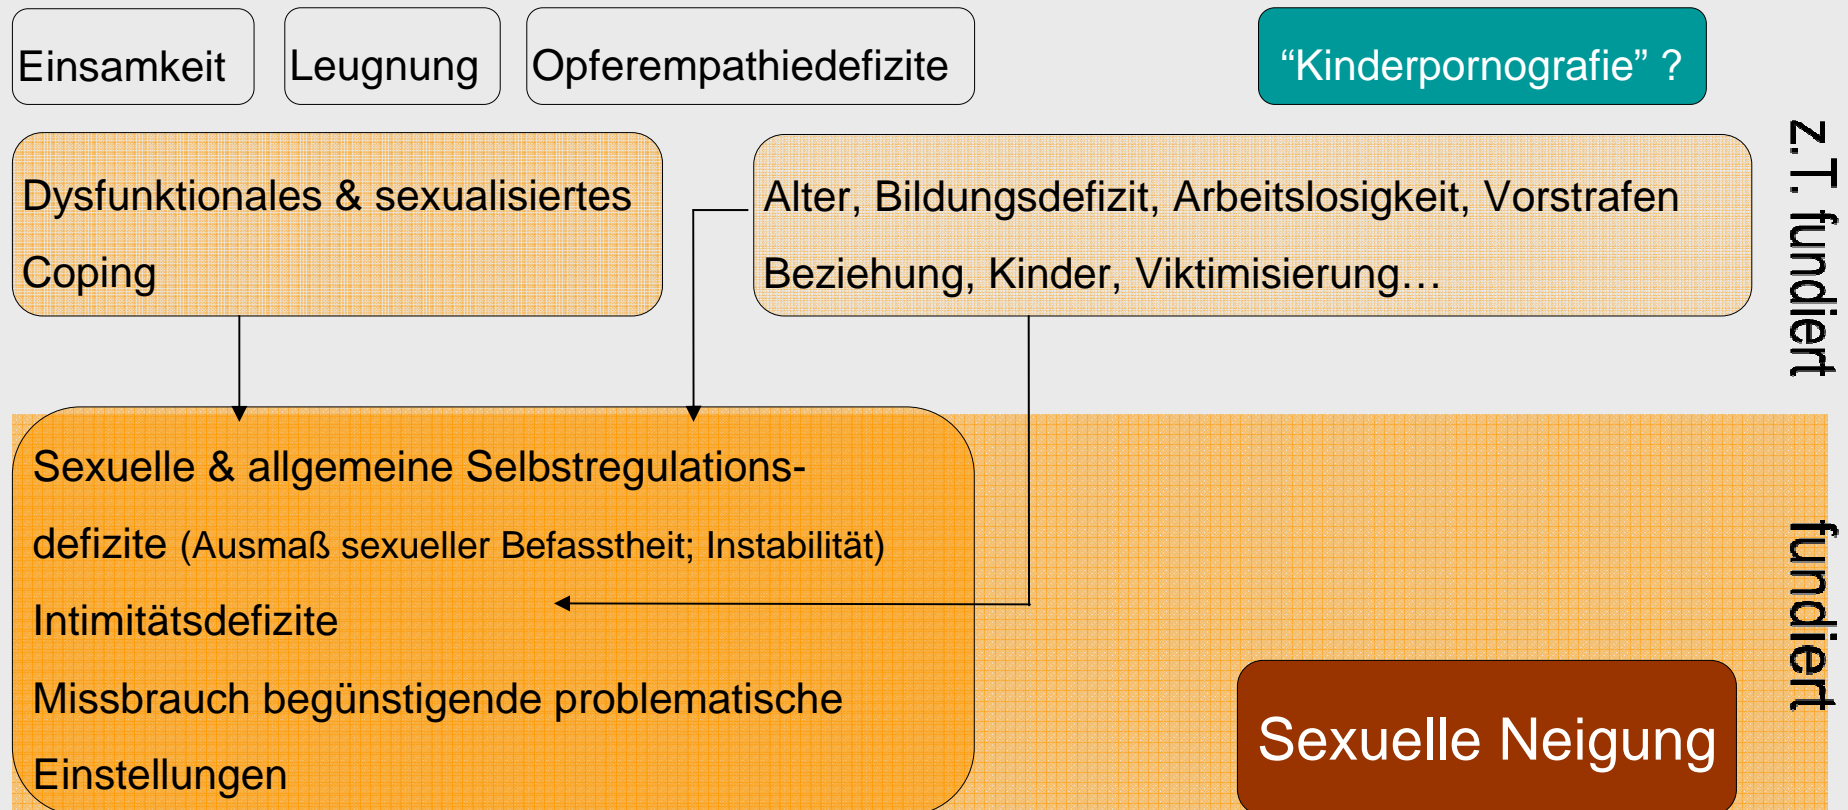 Einsamkeit
Leugnung
Opferempathiedefizite
“Kinderpornografie” ?
Dysfunktionales & sexualisiertes
Coping
Alter, Bildungsdefizit, Arbeitslosigkeit, Vorstrafen
Beziehung, Kinder, Viktimisierung…
z.T. fundiert
Sexuelle & allgemeine Selbstregulations-
defizite (Ausmaß sexueller Befasstheit; Instabilität)
Intimitätsdefizite
Missbrauch begünstigende problematische
Einstellungen
Sexuelle Neigung
fundiert